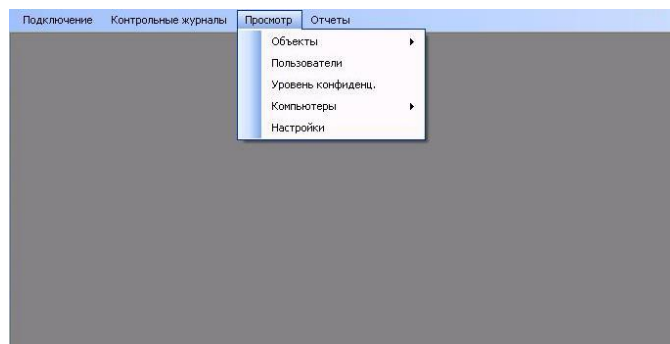 Подключение Контрольные журналы Просмотр Отчеты
Объекты
Пользователи
Уровень конфиденц.
Компьютеры
Настройки